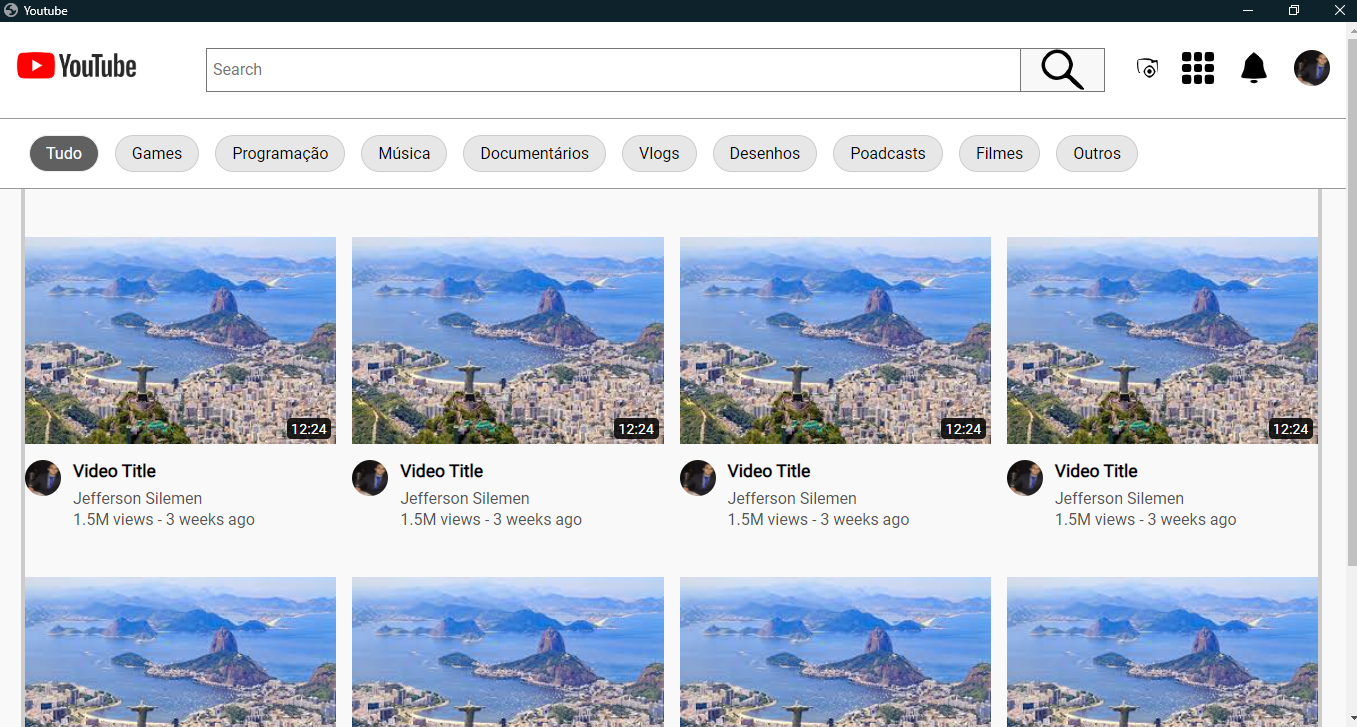 Youtube
YouTube
Search
Tudo Games Programação Música Documentários Vlogs Desenhos Poadcasts Filmes Outros
12:24 12:24 12:24 12:24
Video Title Video Title Video Title Video Title
Jefferson Silemen Jefferson Silemen Jefferson Silemen Jefferson Silemen
1.5M views - 3 weeks ago 1.5M views - 3 weeks ago 1.5M views - 3 weeks ago 1.5M views - 3 weeks ago